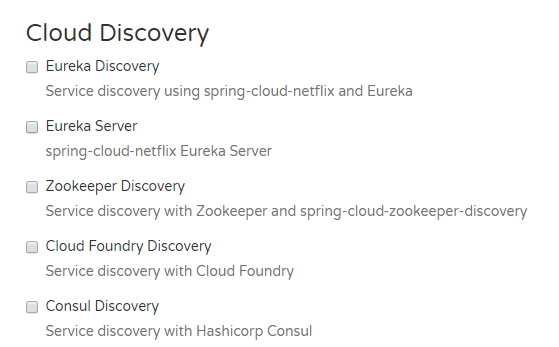 Cloud Discovery
Eureka Discovery
Service discovery using spring-cloud-netflix and Eureka
Eureka Server
spring-cloud-netflix Eureka Server
Zookeeper Discovery
Service discovery with Zookeeper and spring-cloud-zookeeper-discovery
Cloud Foundry Discovery
Service discovery with Cloud Foundry
Consul Discovery
Service discovery with Hashicorp Consul